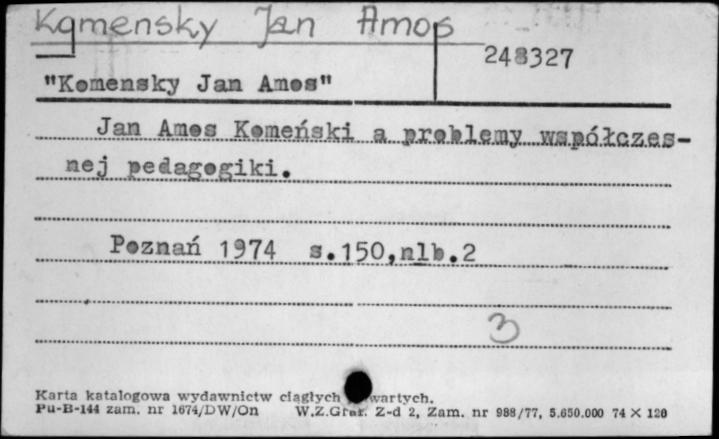 Komensky Jan Amos
248327
"Komensky Jan Amos"
Jan Amos Komeński a problemy współczes-
nej pedagogiki.
Poznań 1974 s.150,nlb.2
3
Karta katalogowa wydawnictw ciągłych
Pu-B-144 zam. nr 1674/DW/On W.Z.Graf. Z-d 2, Zam. nr 988/77, 5.650.000 74 X 120